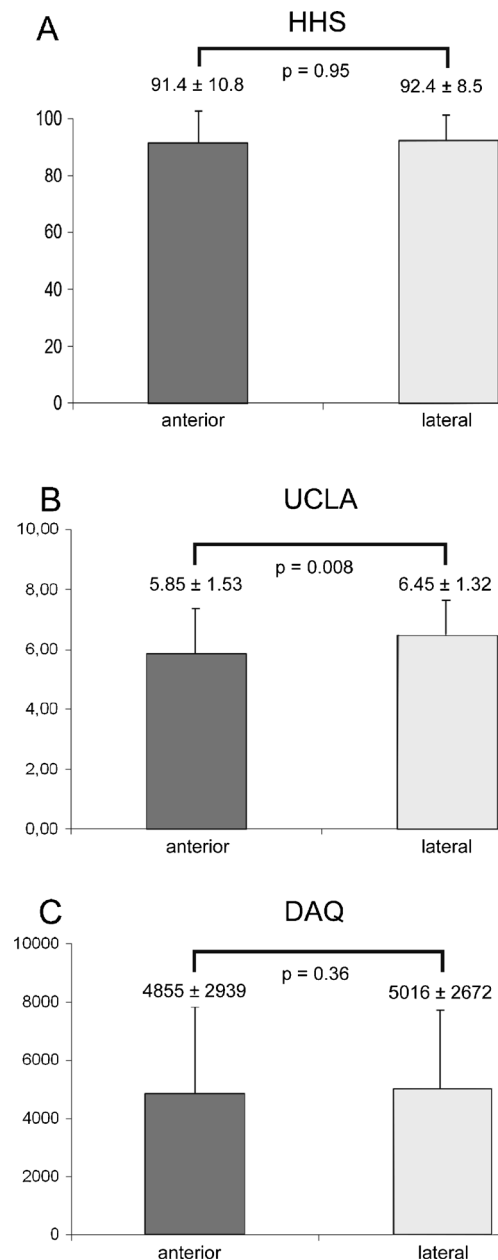 A
HHS
p = 0.95
91.4 ± 10.8
92.4 ± 8.5
100
80
60
40
20
0
anterior
lateral
B
UCLA
10,00
p = 0.008
5.85 ± 1.53
6.45 ± 1.32
8,00
6,00
4,00
2,00
0,00
anterior
lateral
C
DAQ
10000
p = 0.36
4855 ± 2939
5016 ± 2672
8000
6000
4000
2000
0
anterior
lateral